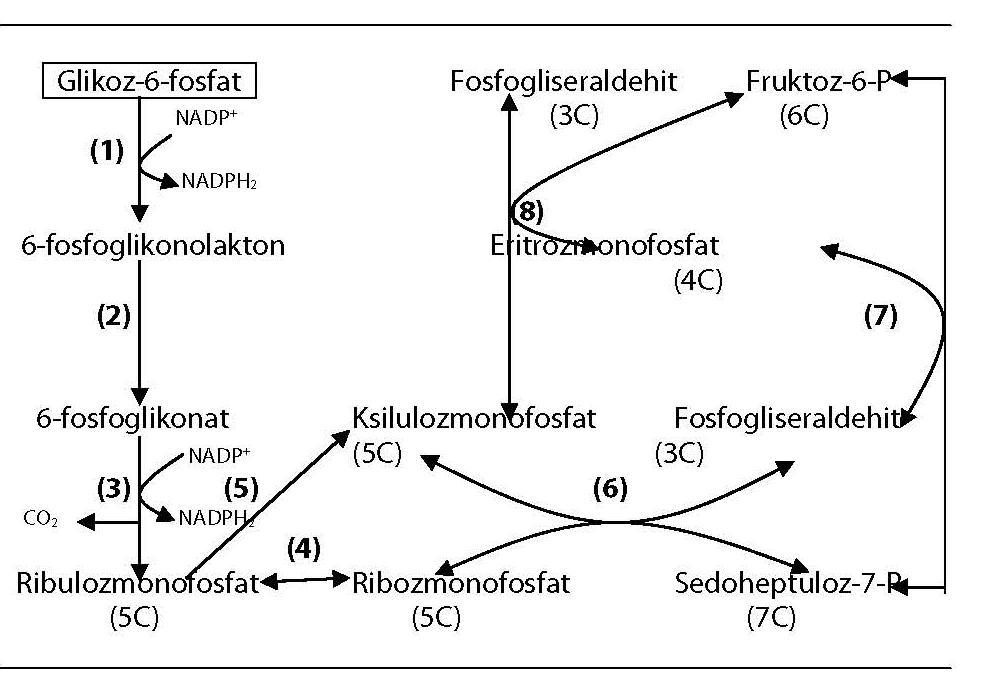 Glikoz-6-fosfat
Fosfogliseraldehit
Fruktoz-6-P
(3C)
(6C)
NADP⁺
(1)
NADPH₂
(8)
6-fosfoglikonolakton
Eritrozmonofosfat
(4C)
(2)
(7)
6-fosfoglikonat
Ksilulozmonofosfat
Fosfogliseraldehit
(5C)
(3C)
NADP⁺
(3)
(5)
(6)
CO₂
NADPH₂
(4)
Ribulozmonofosfat
Ribozmonofosfat
Sedoheptuloz-7-P
(5C)
(5C)
(7C)